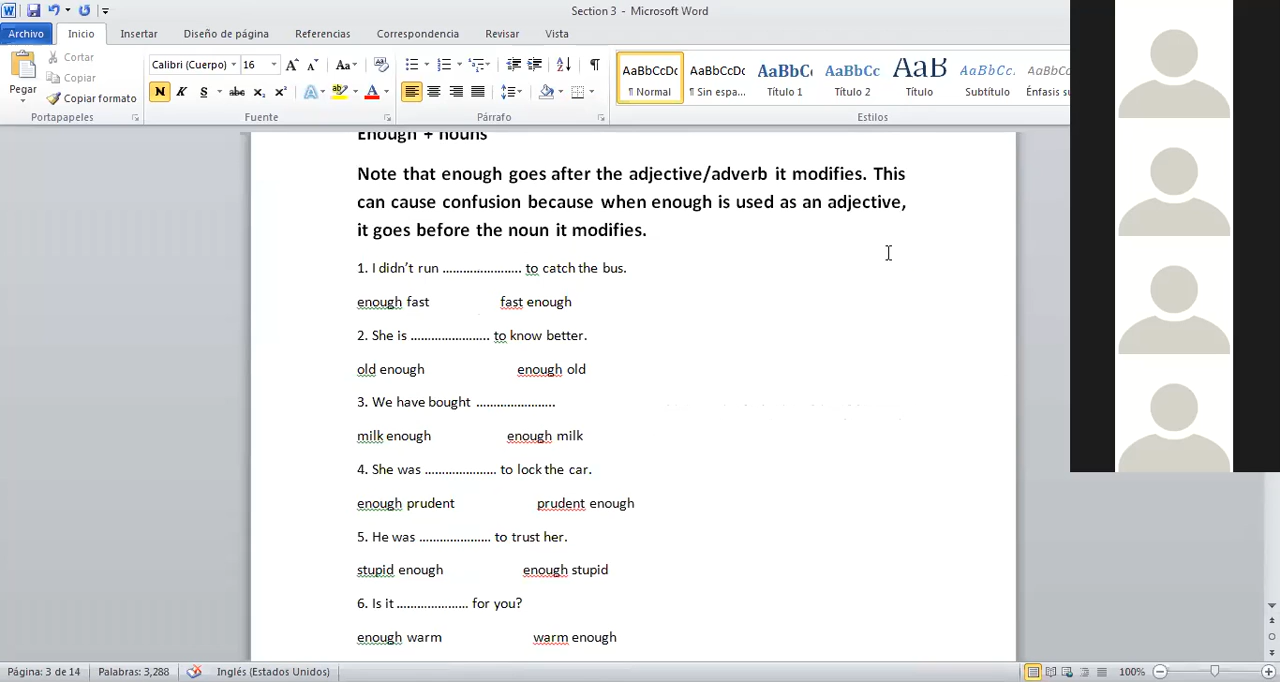 Section 3 - Microsoft Word
Archivo Inicio Insertar Diseño de página Referencias Correspondencia Revisar Vista
Pegar
Cortar
Copiar
Copiar formato
Portapapeles
Calibri (Cuerpo) 16
N K S abc x₂ x² A ab A
Fuente
Párrafo
AaBbCcDc
¶ Normal
AaBbCcDc
¶ Sin espa...
AaBbC
Título 1
AaBbCc
Título 2
AaB
Título
AaBbCc.
Subtítulo
AaBbCc
Énfasis su
Estilos
Enough + nouns
Note that enough goes after the adjective/adverb it modifies. This
can cause confusion because when enough is used as an adjective,
it goes before the noun it modifies.
1. I didn’t run ........................ to catch the bus.
enough fast fast enough
2. She is ........................ to know better.
old enough enough old
3. We have bought ........................
milk enough enough milk
4. She was ...................... to lock the car.
enough prudent prudent enough
5. He was ...................... to trust her.
stupid enough enough stupid
6. Is it ...................... for you?
enough warm warm enough
Página: 3 de 14 Palabras: 3,288 Inglés (Estados Unidos) 100%